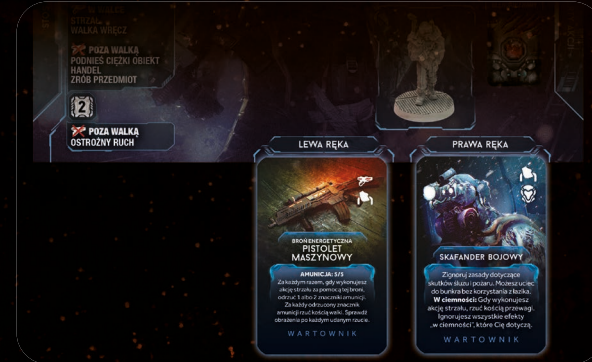 STRZAŁ
WALKA WRĘCZ
POZA WALKĄ
PODNIEŚ CIĘŻKI OBIEKT
HANDEL
ZRÓB PRZEDMIOT
2
POZA WALKĄ
OSTROŻNY RUCH
LEWA RĘKA
BROŃ ENERGETYCZNA
PISTOLET
MASZYNOWY
AMUNICJA: 5/5
Za każdym razem, gdy wykonujesz
akcję strzału za pomocą tej broni,
odrzuć 1 albo 2 znaczniki amunicji.
Za każdy odrzucony znacznik
amunicji rzuć kością walki. Sprawdź
obrażenia po każdym udanym rzucie.
WARTOWNIK
PRAWA RĘKA
SKAFANDER BOJOWY
Zignoruj zasady dotyczące
skutków śluzu i pożaru. Możesz uciec
do bunkra bez korzystania z łazika.
W ciemności: Gdy wykonujesz
akcję strzału, rzuć kością przewagi.
Ignorujesz wszystkie efekty
„w ciemności”, które Cię dotyczą.
WARTOWNIK